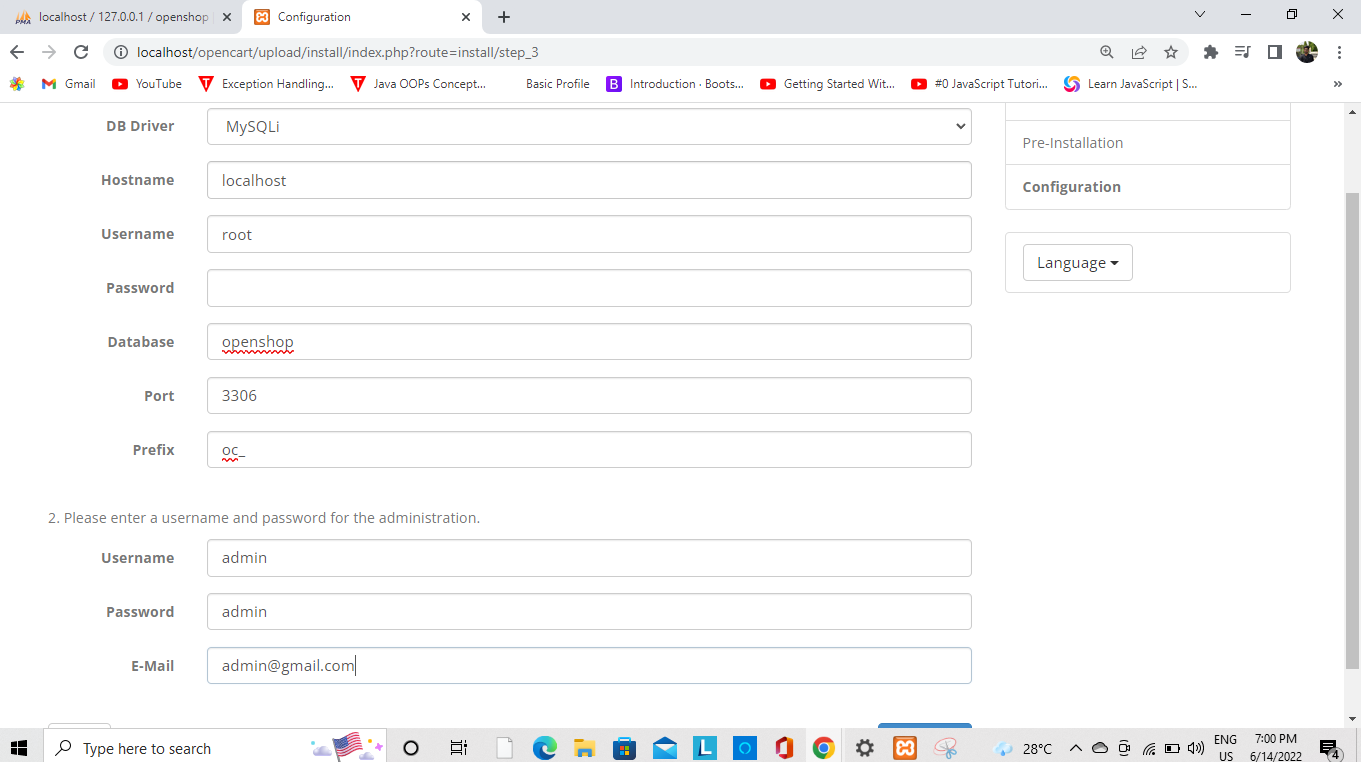 PMA localhost / 127.0.0.1 / openshop
Configuration
localhost/opencart/upload/install/index.php?route=install/step_3
Gmail
YouTube
Exception Handling...
Java OOPs Concept...
Basic Profile
B Introduction · Boots...
Getting Started Wit...
#0 JavaScript Tutori...
Learn JavaScript | S...
»
DB Driver MySQLi
Hostname localhost
Username root
Password
Database openshop
Port 3306
Prefix oc_
2. Please enter a username and password for the administration.
Username admin
Password admin
E-Mail admin@gmail.com
Pre-Installation
Configuration
Language
Type here to search
L
28°C
ENG
US
7:00 PM
6/14/2022
4